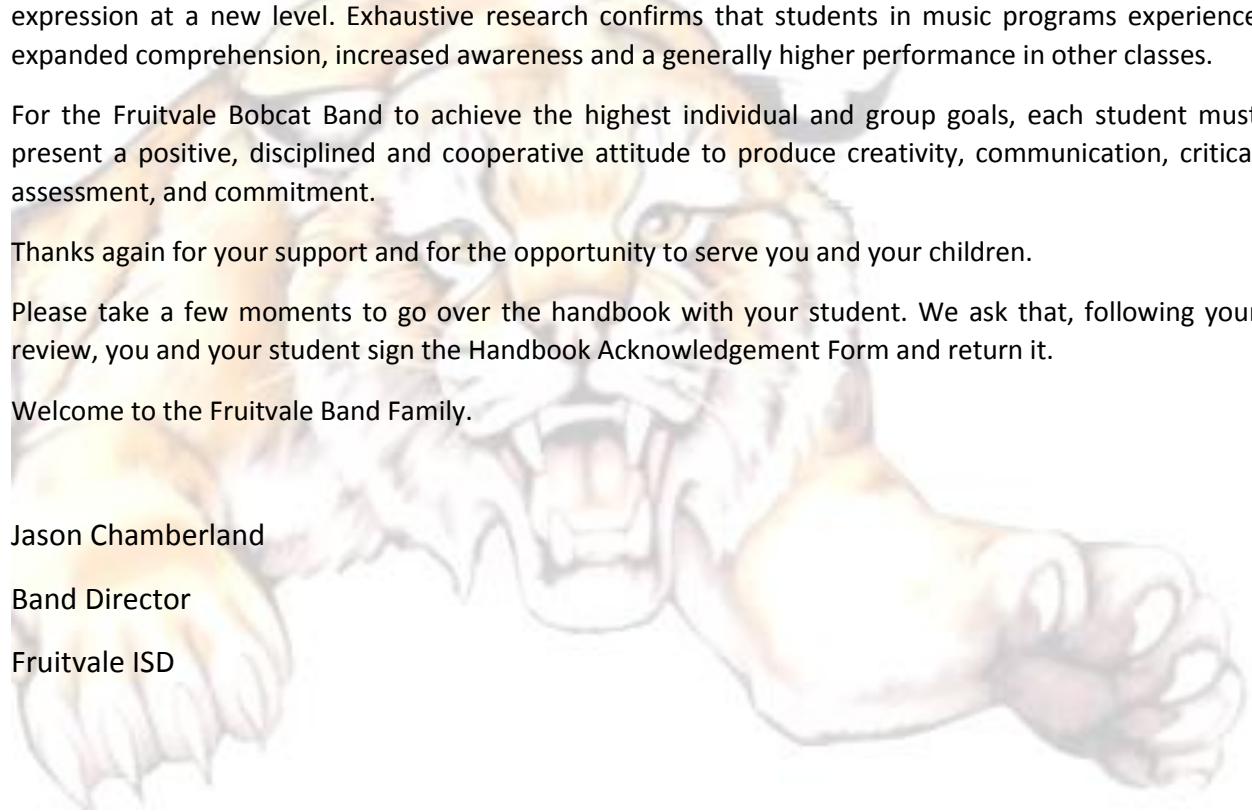 expression at a new level. Exhaustive research confirms that students in music programs experience
expanded comprehension, increased awareness and a generally higher performance in other classes.
For the Fruitvale Bobcat Band to achieve the highest individual and group goals, each student must
present a positive, disciplined and cooperative attitude to produce creativity, communication, critical
assessment, and commitment.
Thanks again for your support and for the opportunity to serve you and your children.
Please take a few moments to go over the handbook with your student. We ask that, following your
review, you and your student sign the Handbook Acknowledgement Form and return it.
Welcome to the Fruitvale Band Family.
Jason Chamberland
Band Director
Fruitvale ISD